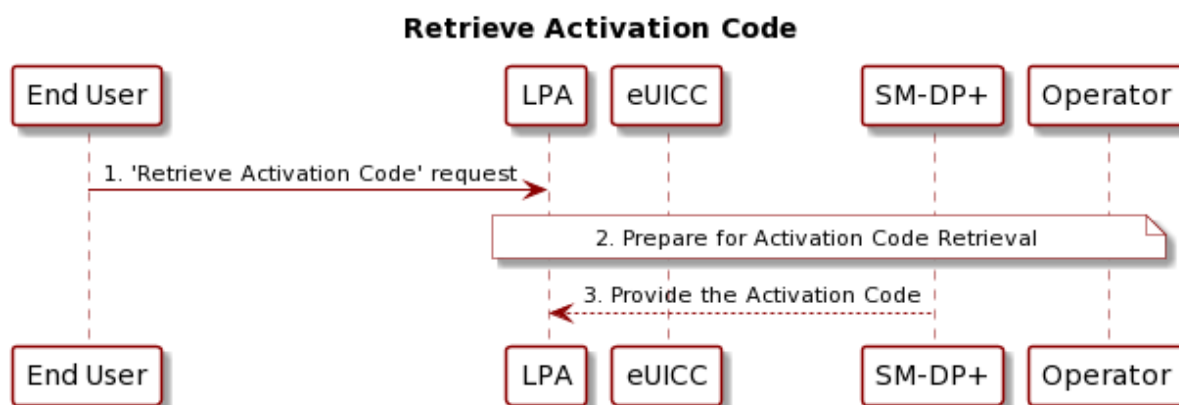 Retrieve Activation Code
End User
LPA
eUICC
SM-DP+
Operator
1. 'Retrieve Activation Code' request
2. Prepare for Activation Code Retrieval
3. Provide the Activation Code
End User
LPA
eUICC
SM-DP+
Operator